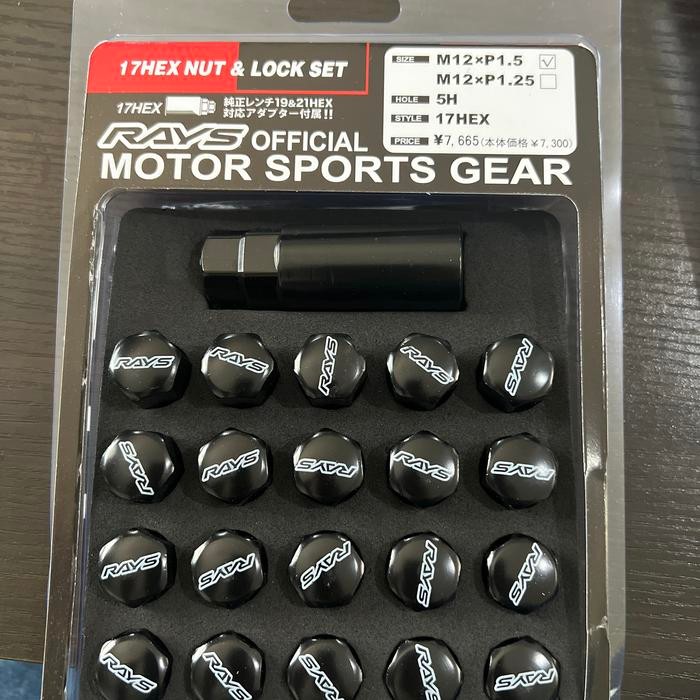 17HEX NUT & LOCK SET
17HEX 純正レンチ19&21HEX
対応アダプター付属!!
RAYS OFFICIAL
MOTOR SPORTS GEAR
SIZE M12×P1.5 ☑
M12×P1.25 ☐
HOLE 5H
STYLE 17HEX
PRICE ¥7,665(本体価格¥7,300)
RAYS RAYS RAYS RAYS RAYS
RAYS RAYS RAYS RAYS RAYS
RAYS RAYS RAYS RAYS RAYS
RAYS RAYS RAYS RAYS RAYS